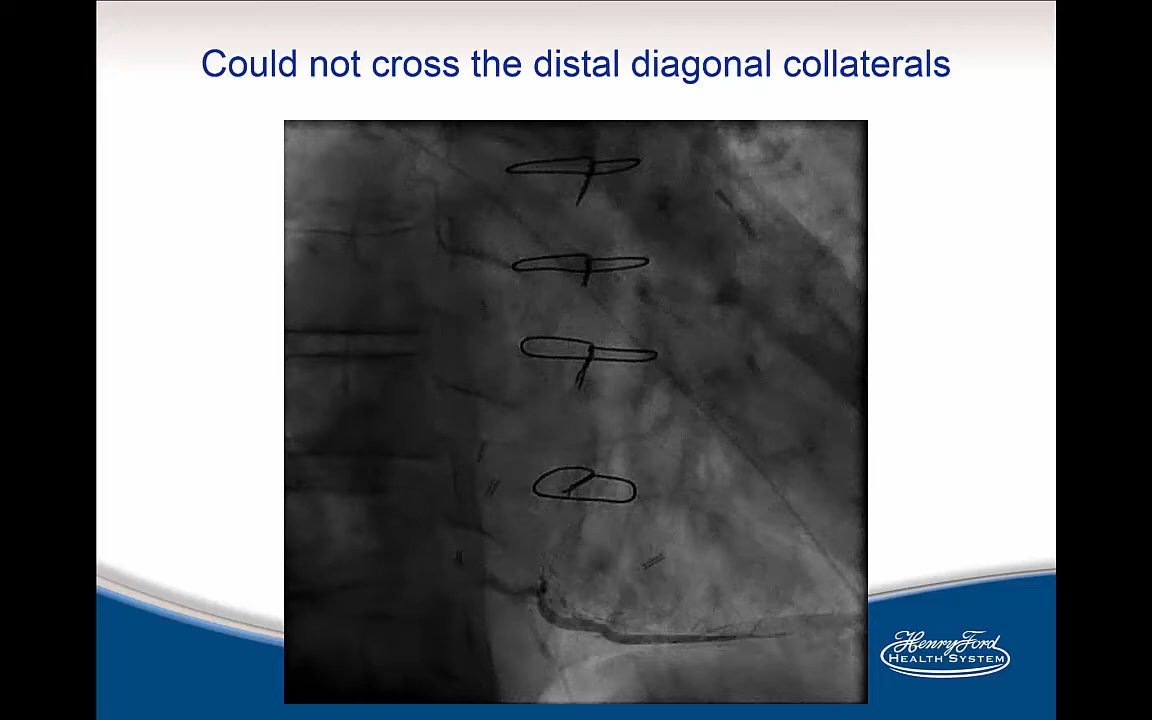 Could not cross the distal diagonal collaterals
Henry Ford
HEALTH SYSTEM